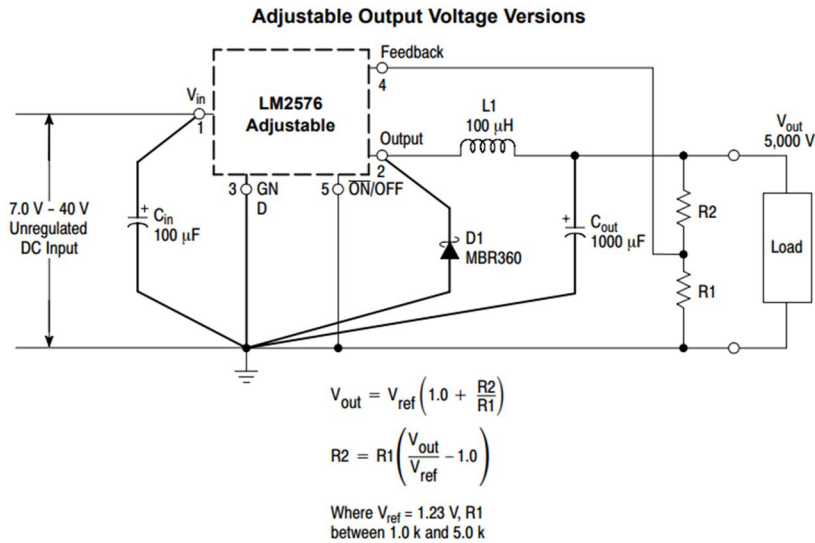 Adjustable Output Voltage Versions
Feedback
4
Vin
1
LM2576
Adjustable
Output
2
L1
100 μH
Vout
5,000 V
3
GN
D
5
ON/OFF
7.0 V - 40 V
Unregulated
DC Input
+
Cin
100 μF
D1
MBR360
+
Cout
1000 μF
R2
R1
Load
Vout = Vref (1.0 + R2/R1)
R2 = R1 (Vout/Vref - 1.0)
Where Vref = 1.23 V, R1
between 1.0 k and 5.0 k